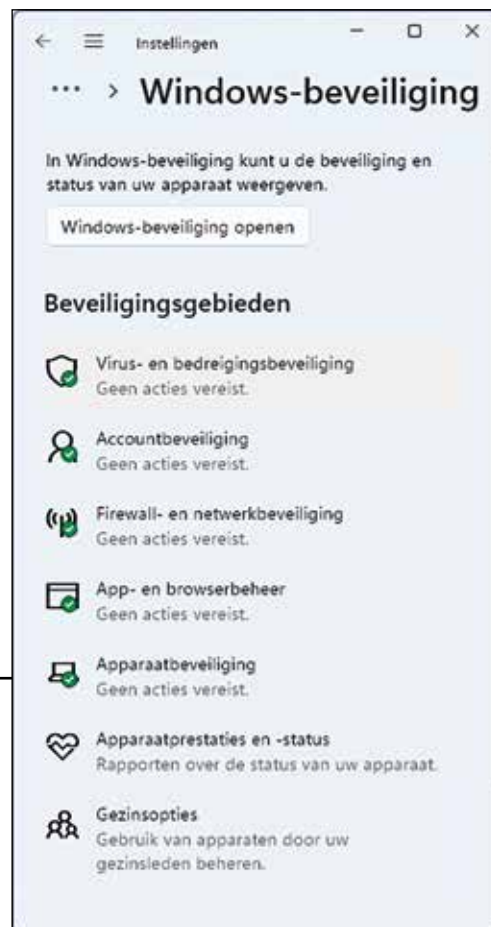 Instellingen
... > Windows-beveiliging
In Windows-beveiliging kunt u de beveiliging en
status van uw apparaat weergeven.
Windows-beveiliging openen
Beveiligingsgebieden
Virus- en bedreigingsbeveiliging
Geen acties vereist.
Accountbeveiliging
Geen acties vereist.
Firewall- en netwerkbeveiliging
Geen acties vereist.
App- en browserbeheer
Geen acties vereist.
Apparaatbeveiliging
Geen acties vereist.
Apparaatprestaties en -status
Rapporten over de status van uw apparaat.
Gezinsopties
Gebruik van apparaten door uw
gezinsleden beheren.